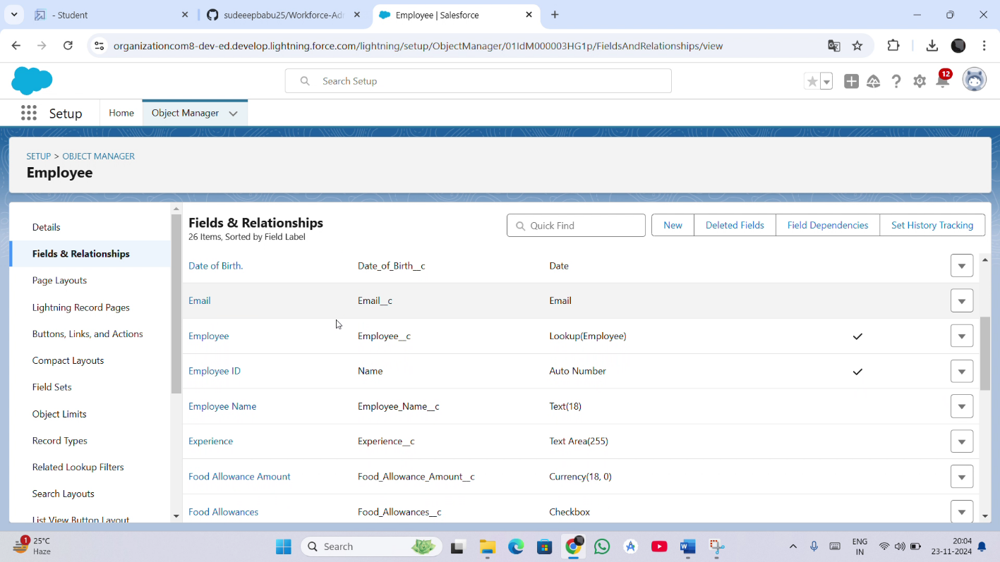 - Student
sudeeepbabu25/Workforce-Adr
Employee | Salesforce
organizationcom8-dev-ed.develop.lightning.force.com/lightning/setup/ObjectManager/01IdM000003HG1p/FieldsAndRelationships/view
Search Setup
12
Setup
Home
Object Manager
SETUP > OBJECT MANAGER
Employee
Details
Fields & Relationships
Page Layouts
Lightning Record Pages
Buttons, Links, and Actions
Compact Layouts
Field Sets
Object Limits
Record Types
Related Lookup Filters
Search Layouts
List View Button Layout
Fields & Relationships
26 Items, Sorted by Field Label
Quick Find
New
Deleted Fields
Field Dependencies
Set History Tracking
Date of Birth. Date_of_Birth__c Date
Email Email__c Email
Employee Employee__c Lookup(Employee)
Employee ID Name Auto Number
Employee Name Employee_Name__c Text(18)
Experience Experience__c Text Area(255)
Food Allowance Amount Food_Allowance_Amount__c Currency(18, 0)
Food Allowances Food_Allowances__c Checkbox
1
25°C
Haze
Search
ENG
IN
20:04
23-11-2024